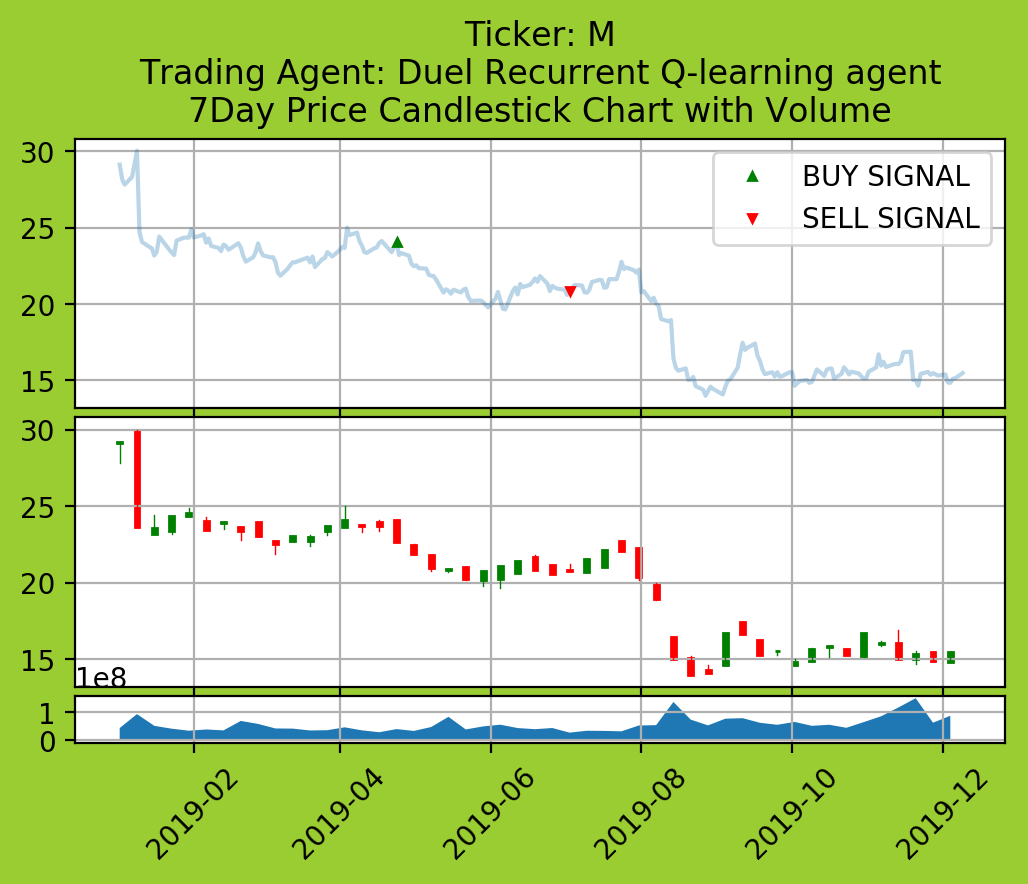 Ticker: M
Trading Agent: Duel Recurrent Q-learning agent
7Day Price Candlestick Chart with Volume
30
25
20
15
BUY SIGNAL
SELL SIGNAL
30
25
20
15
1e8
1
0
2019-02
2019-04
2019-06
2019-08
2019-10
2019-12